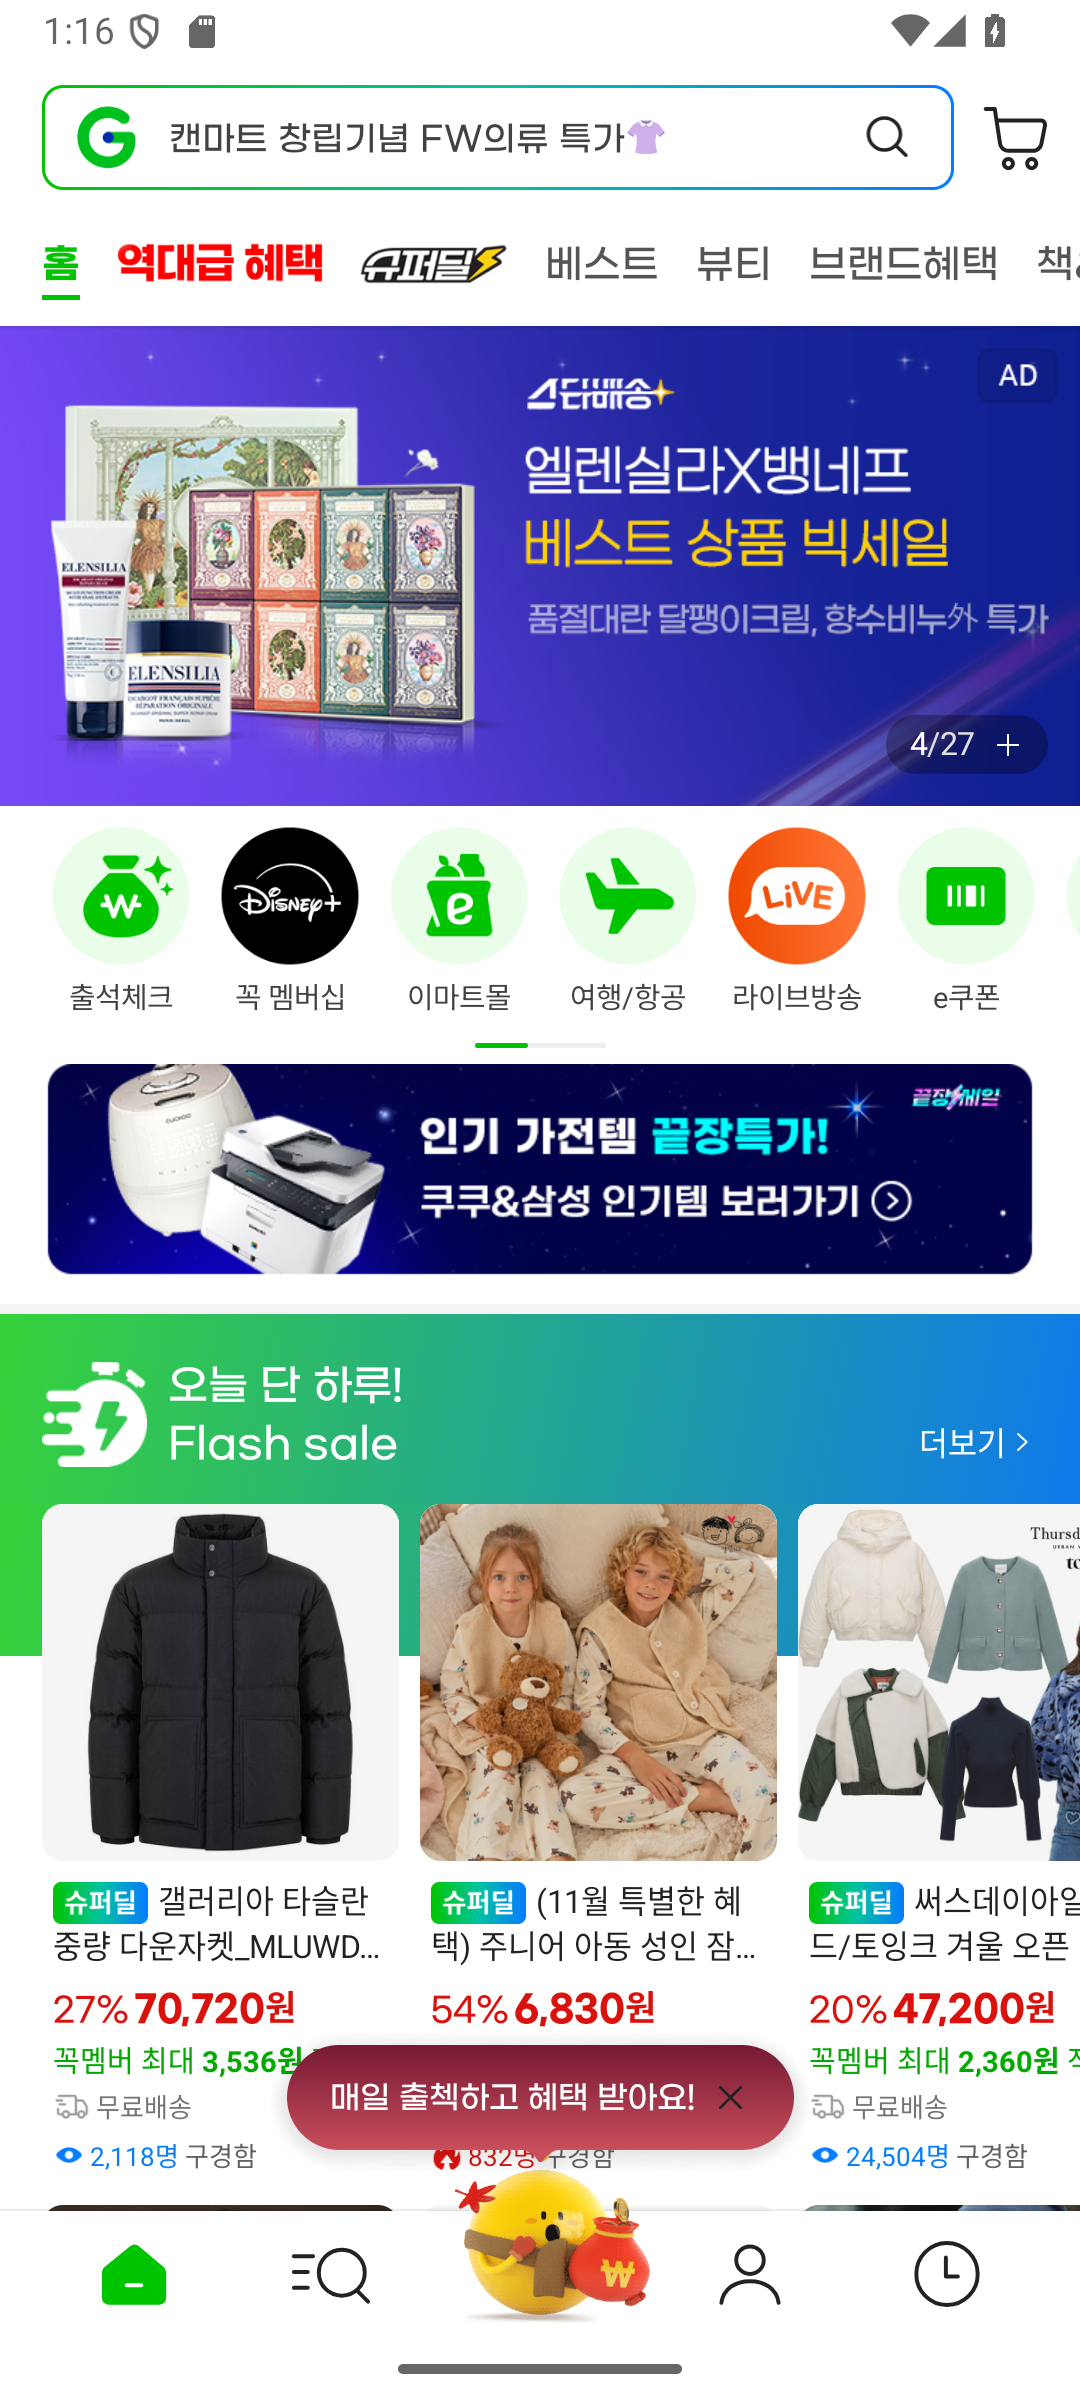 1:16
캔마트 창립기념 FW의류 특가
홈 역대급 혜택 슈퍼딜 베스트 뷰티 브랜드혜택
AD
스타배송
엘렌실라X뱅네프
베스트 상품 빅세일
품절대란 달팽이크림, 향수비누外 특가
ELENSILIA
ELENSILIA
4/27
Disney+
e
LiVE
출석체크 꼭 멤버십 이마트몰 여행/항공 라이브방송 e쿠폰
끝장세일
CUCKOO
인기 가전템 끝장특가!
쿠쿠&삼성 인기템 보러가기
오늘 단 하루!
Flash sale
더보기
슈퍼딜 갤러리아 타슬란
중량 다운자켓_MLUWD...
27% 70,720원
꼭멤버 최대 3,536원
무료배송
2,118명 구경함
슈퍼딜 (11월 특별한 혜
택) 주니어 아동 성인 잠...
54% 6,830원
832명 구경함
슈퍼딜 써스데이아일
드/토잉크 겨울 오픈
20% 47,200원
꼭멤버 최대 2,360원
무료배송
24,504명 구경함
매일 출첵하고 혜택 받아요!